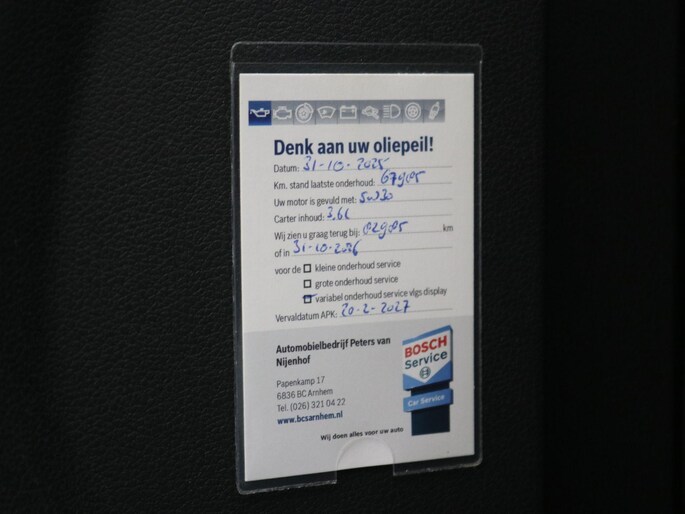 Denk aan uw oliepeil!
Datum: 31-10-2025
Km. stand laatste onderhoud: 67905
Uw motor is gevuld met: 5w30
Carter inhoud: 3.6L
Wij zien u graag terug bij: km
of in 31-10-2026
voor de kleine onderhoud service
grote onderhoud service
variabel onderhoud service vlgs display
Vervaldatum APK: 20-2-2027
Automobielbedrijf Peters van
Nijenhof
Papenkamp 17
6836 BC Arnhem
Tel. (026) 321 04 22
www.bcsarnhem.nl
BOSCH
Service
Car Service
Wij doen alles voor uw auto